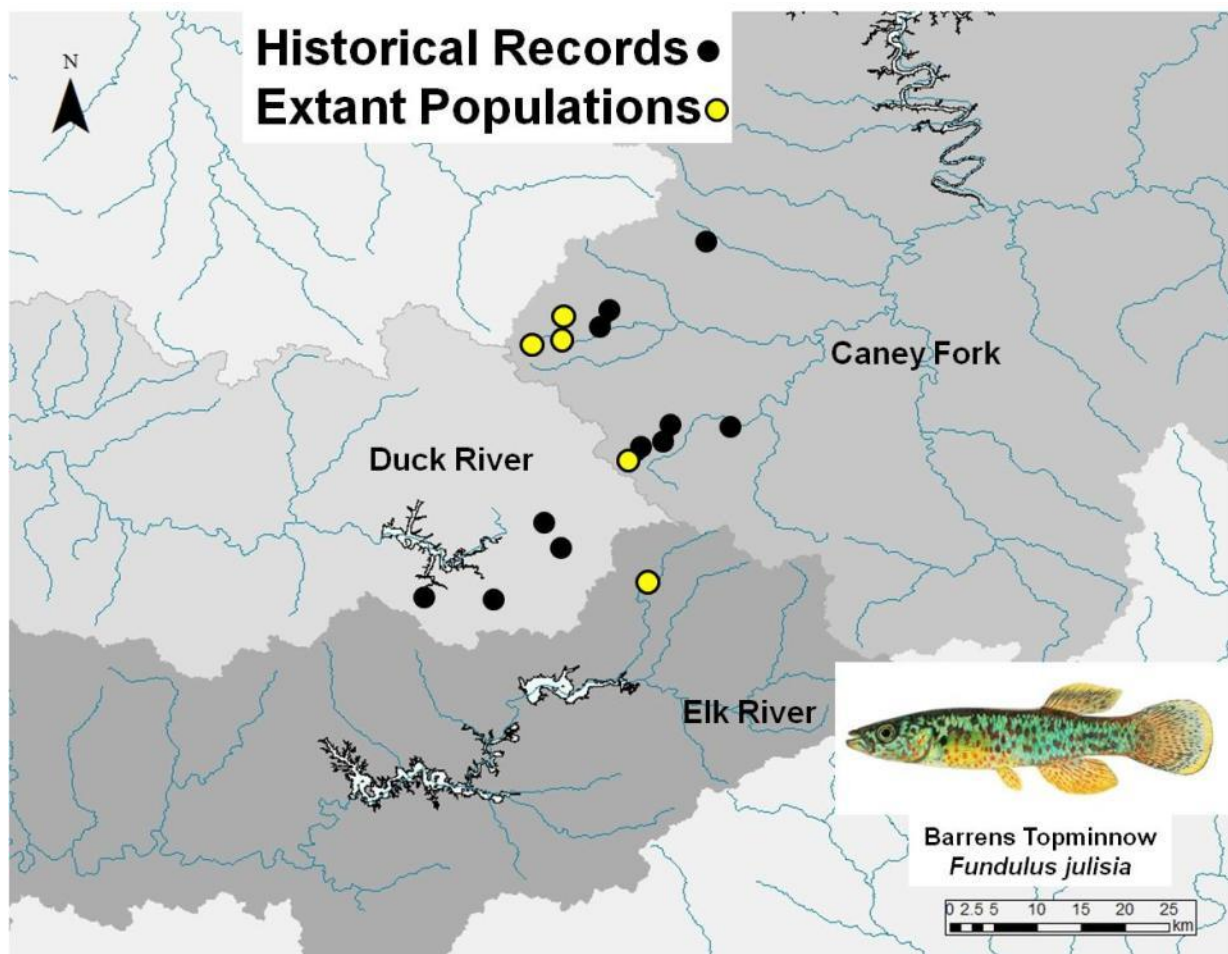 Historical Records
Extant Populations
N
Caney Fork
Duck River
Elk River
Barrens Topminnow
Fundulus julisia
0 2.5 5 10 15 20 25
km